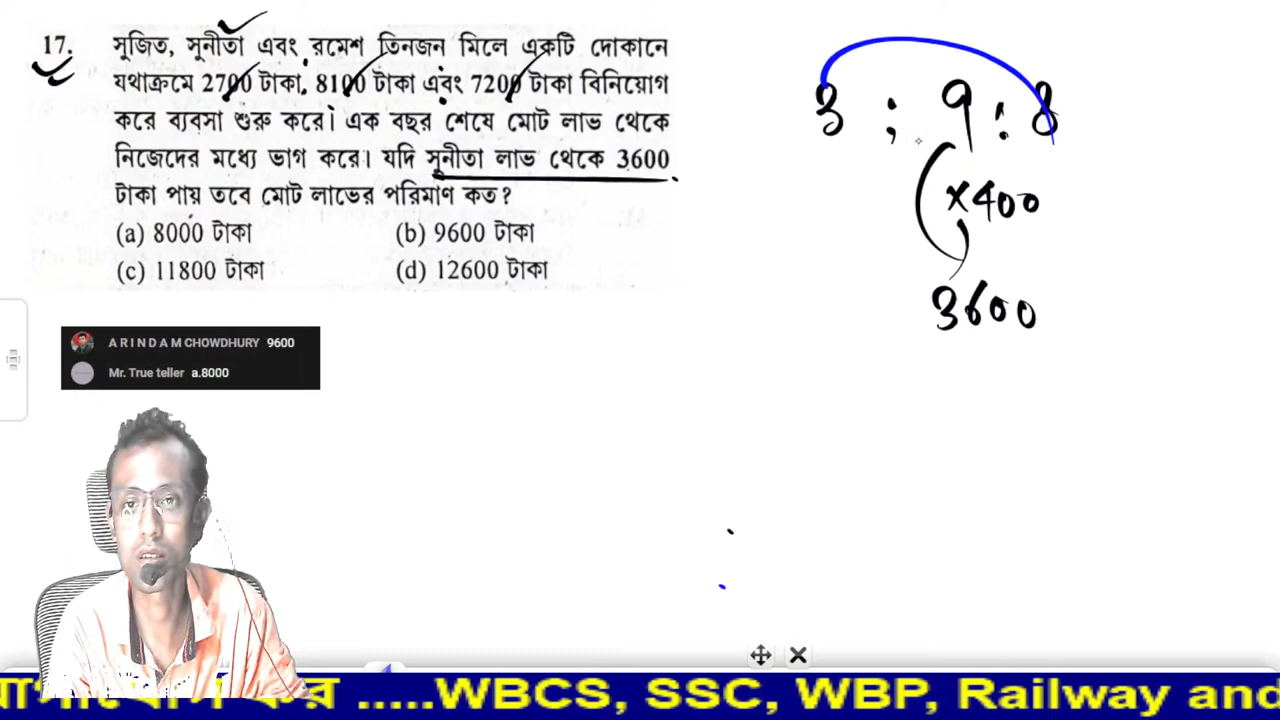 17. সুজিত, সুনীতা এবং রমেশ তিনজন মিলে একটি দোকানে
যথাক্রমে 2700 টাকা, 8100 টাকা এবং 7200 টাকা বিনিয়োগ
করে ব্যবসা শুরু করে। এক বছর শেষে মোট লাভ থেকে
নিজেদের মধ্যে ভাগ করে। যদি সুনীতা লাভ থেকে 3600
টাকা পায় তবে মোট লাভের পরিমাণ কত?
(a) 8000 টাকা (b) 9600 টাকা
(c) 11800 টাকা (d) 12600 টাকা
3 : 9 : 8
×400
3600
A R I N D A M CHOWDHURY 9600
Mr. True teller a.8000
কর .....WBCS, SSC, WBP, Railway and